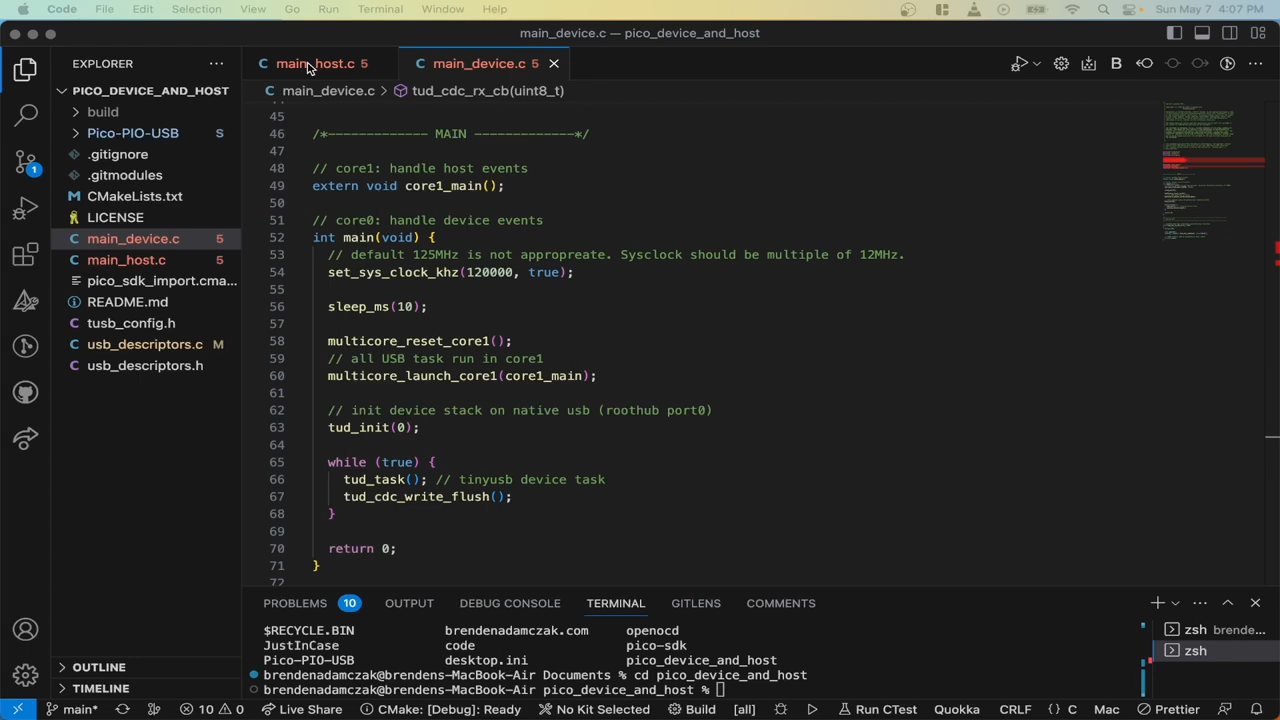 Code File Edit Selection View Go Run Terminal Window Help Sun May 7 4:07 PM
main_device.c — pico_device_and_host
EXPLORER
main_host.c 5
main_device.c 5
PICO_DEVICE_AND_HOST
main_device.c > tud_cdc_rx_cb(uint8_t)
build
Pico-PIO-USB S
.gitignore
.gitmodules
CMakeLists.txt
LICENSE
main_device.c 5
main_host.c 5
pico_sdk_import.cma...
README.md
tusb_config.h
usb_descriptors.c M
usb_descriptors.h
OUTLINE
TIMELINE
1
45
46 /*------------- MAIN -------------*/
47
48 // core1: handle host events
49 extern void core1_main();
50
51 // core0: handle device events
52 int main(void) {
53 // default 125MHz is not appropreate. Sysclock should be multiple of 12MHz.
54 set_sys_clock_khz(120000, true);
55
56 sleep_ms(10);
57
58 multicore_reset_core1();
59 // all USB task run in core1
60 multicore_launch_core1(core1_main);
61
62 // init device stack on native usb (roothub port0)
63 tud_init(0);
64
65 while (true) {
66 tud_task(); // tinyusb device task
67 tud_cdc_write_flush();
68 }
69
70 return 0;
71 }
72
PROBLEMS 10 OUTPUT DEBUG CONSOLE TERMINAL GITLENS COMMENTS
$RECYCLE.BIN brendenadamczak.com openocd
JustInCase code pico-sdk
Pico-PIO-USB desktop.ini pico_device_and_host
brendenadamczak@brendens-MacBook-Air Documents % cd pico_device_and_host
brendenadamczak@brendens-MacBook-Air pico_device_and_host %
zsh brende...
zsh
main* 10 0 Live Share CMake: [Debug]: Ready No Kit Selected Build [all] Run CTest Quokka CRLF C Mac Prettier